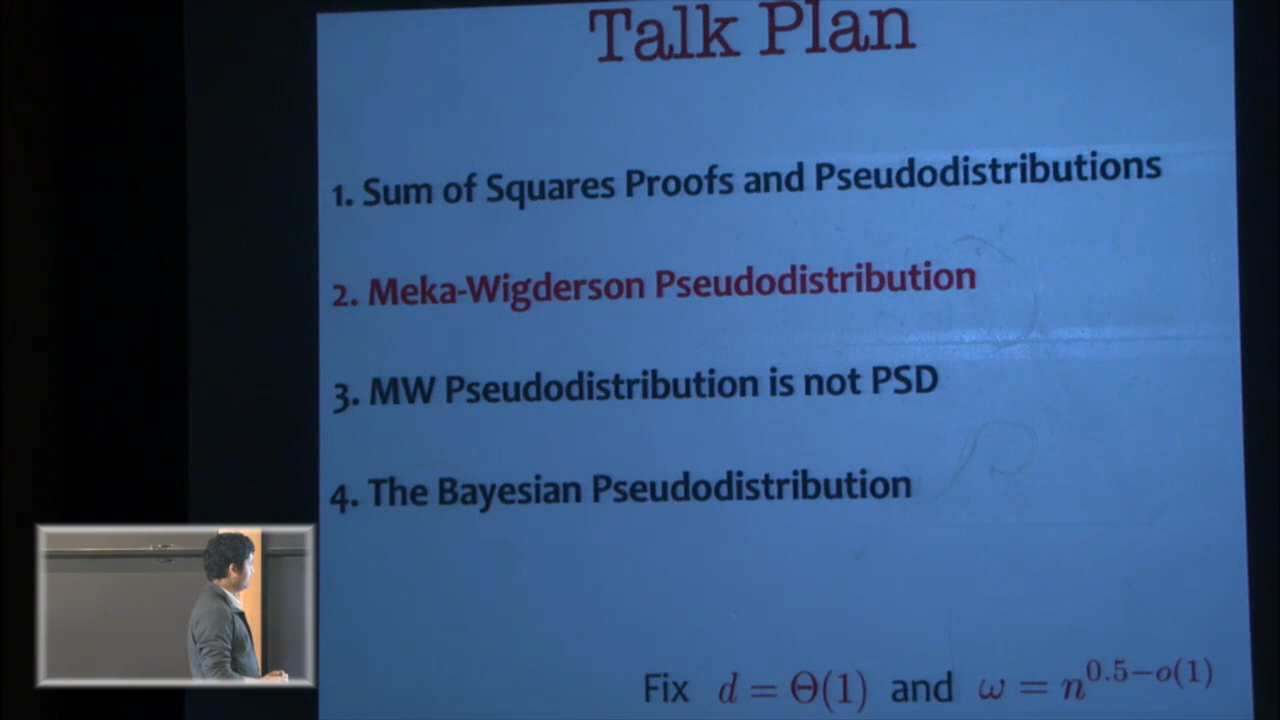 Talk Plan
1. Sum of Squares Proofs and Pseudodistributions
2. Meka-Wigderson Pseudodistribution
3. MW Pseudodistribution is not PSD
4. The Bayesian Pseudodistribution
Fix d = Θ(1) and ω = n^{0.5−o(1)}